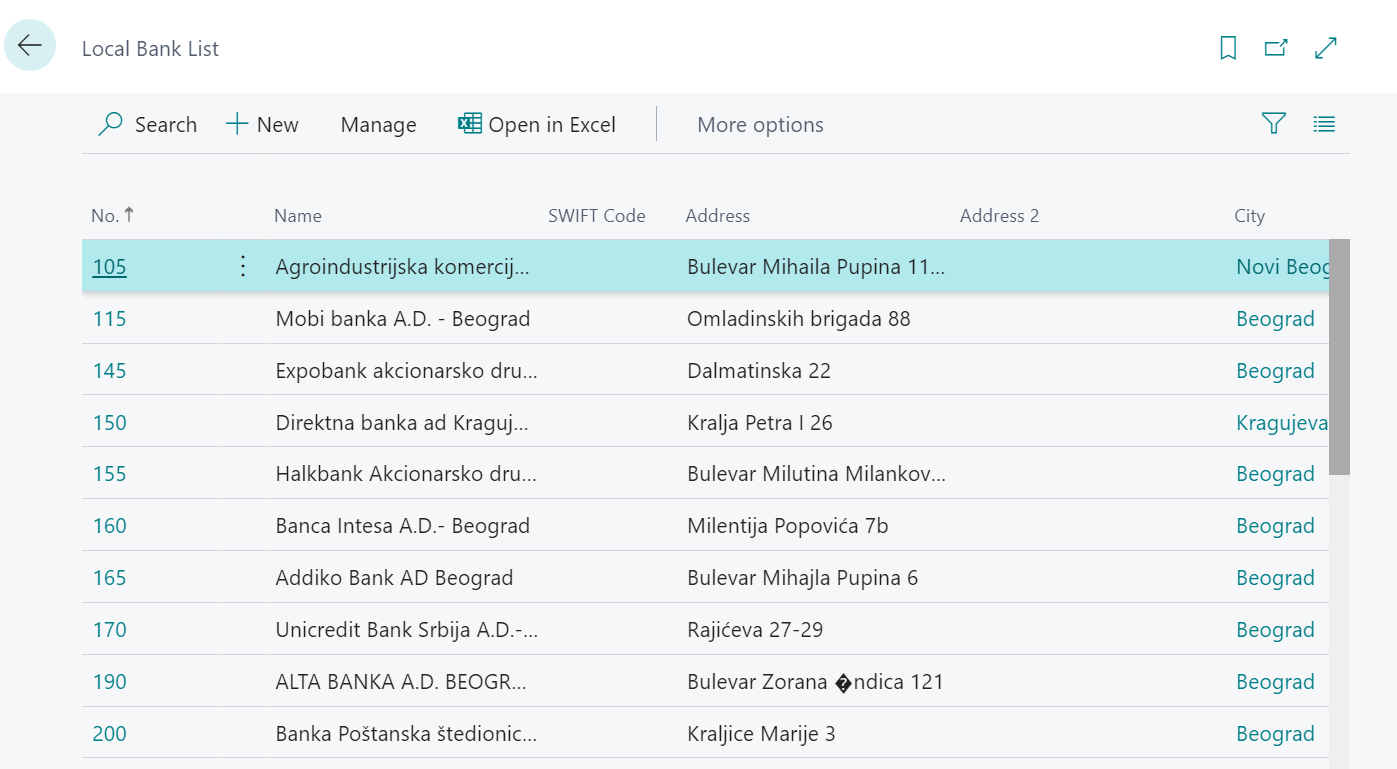 Local Bank List
Search New Manage Open in Excel More options
No. ↑ Name SWIFT Code Address Address 2 City
105 Agroindustrijska komercij... Bulevar Mihaila Pupina 11... Novi Beog
115 Mobi banka A.D. - Beograd Omladinskih brigada 88 Beograd
145 Expobank akcionarsko dru... Dalmatinska 22 Beograd
150 Direktna banka ad Kraguj... Kralja Petra I 26 Kragujeva
155 Halkbank Akcionarsko dru... Bulevar Milutina Milankov... Beograd
160 Banca Intesa A.D.- Beograd Milentija Popovića 7b Beograd
165 Addiko Bank AD Beograd Bulevar Mihajla Pupina 6 Beograd
170 Unicredit Bank Srbija A.D.-... Rajićeva 27-29 Beograd
190 ALTA BANKA A.D. BEOGR... Bulevar Zorana �ndica 121 Beograd
200 Banka Poštanska štedionic... Kraljice Marije 3 Beograd